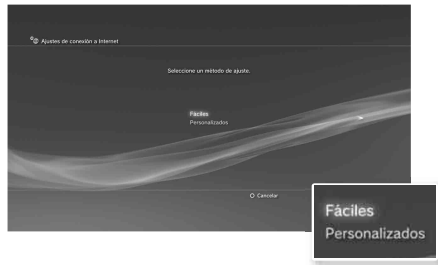 Ajustes de conexión a Internet
Seleccione un método de ajuste.
Fáciles
Personalizados
Cancelar
Fáciles
Personalizados